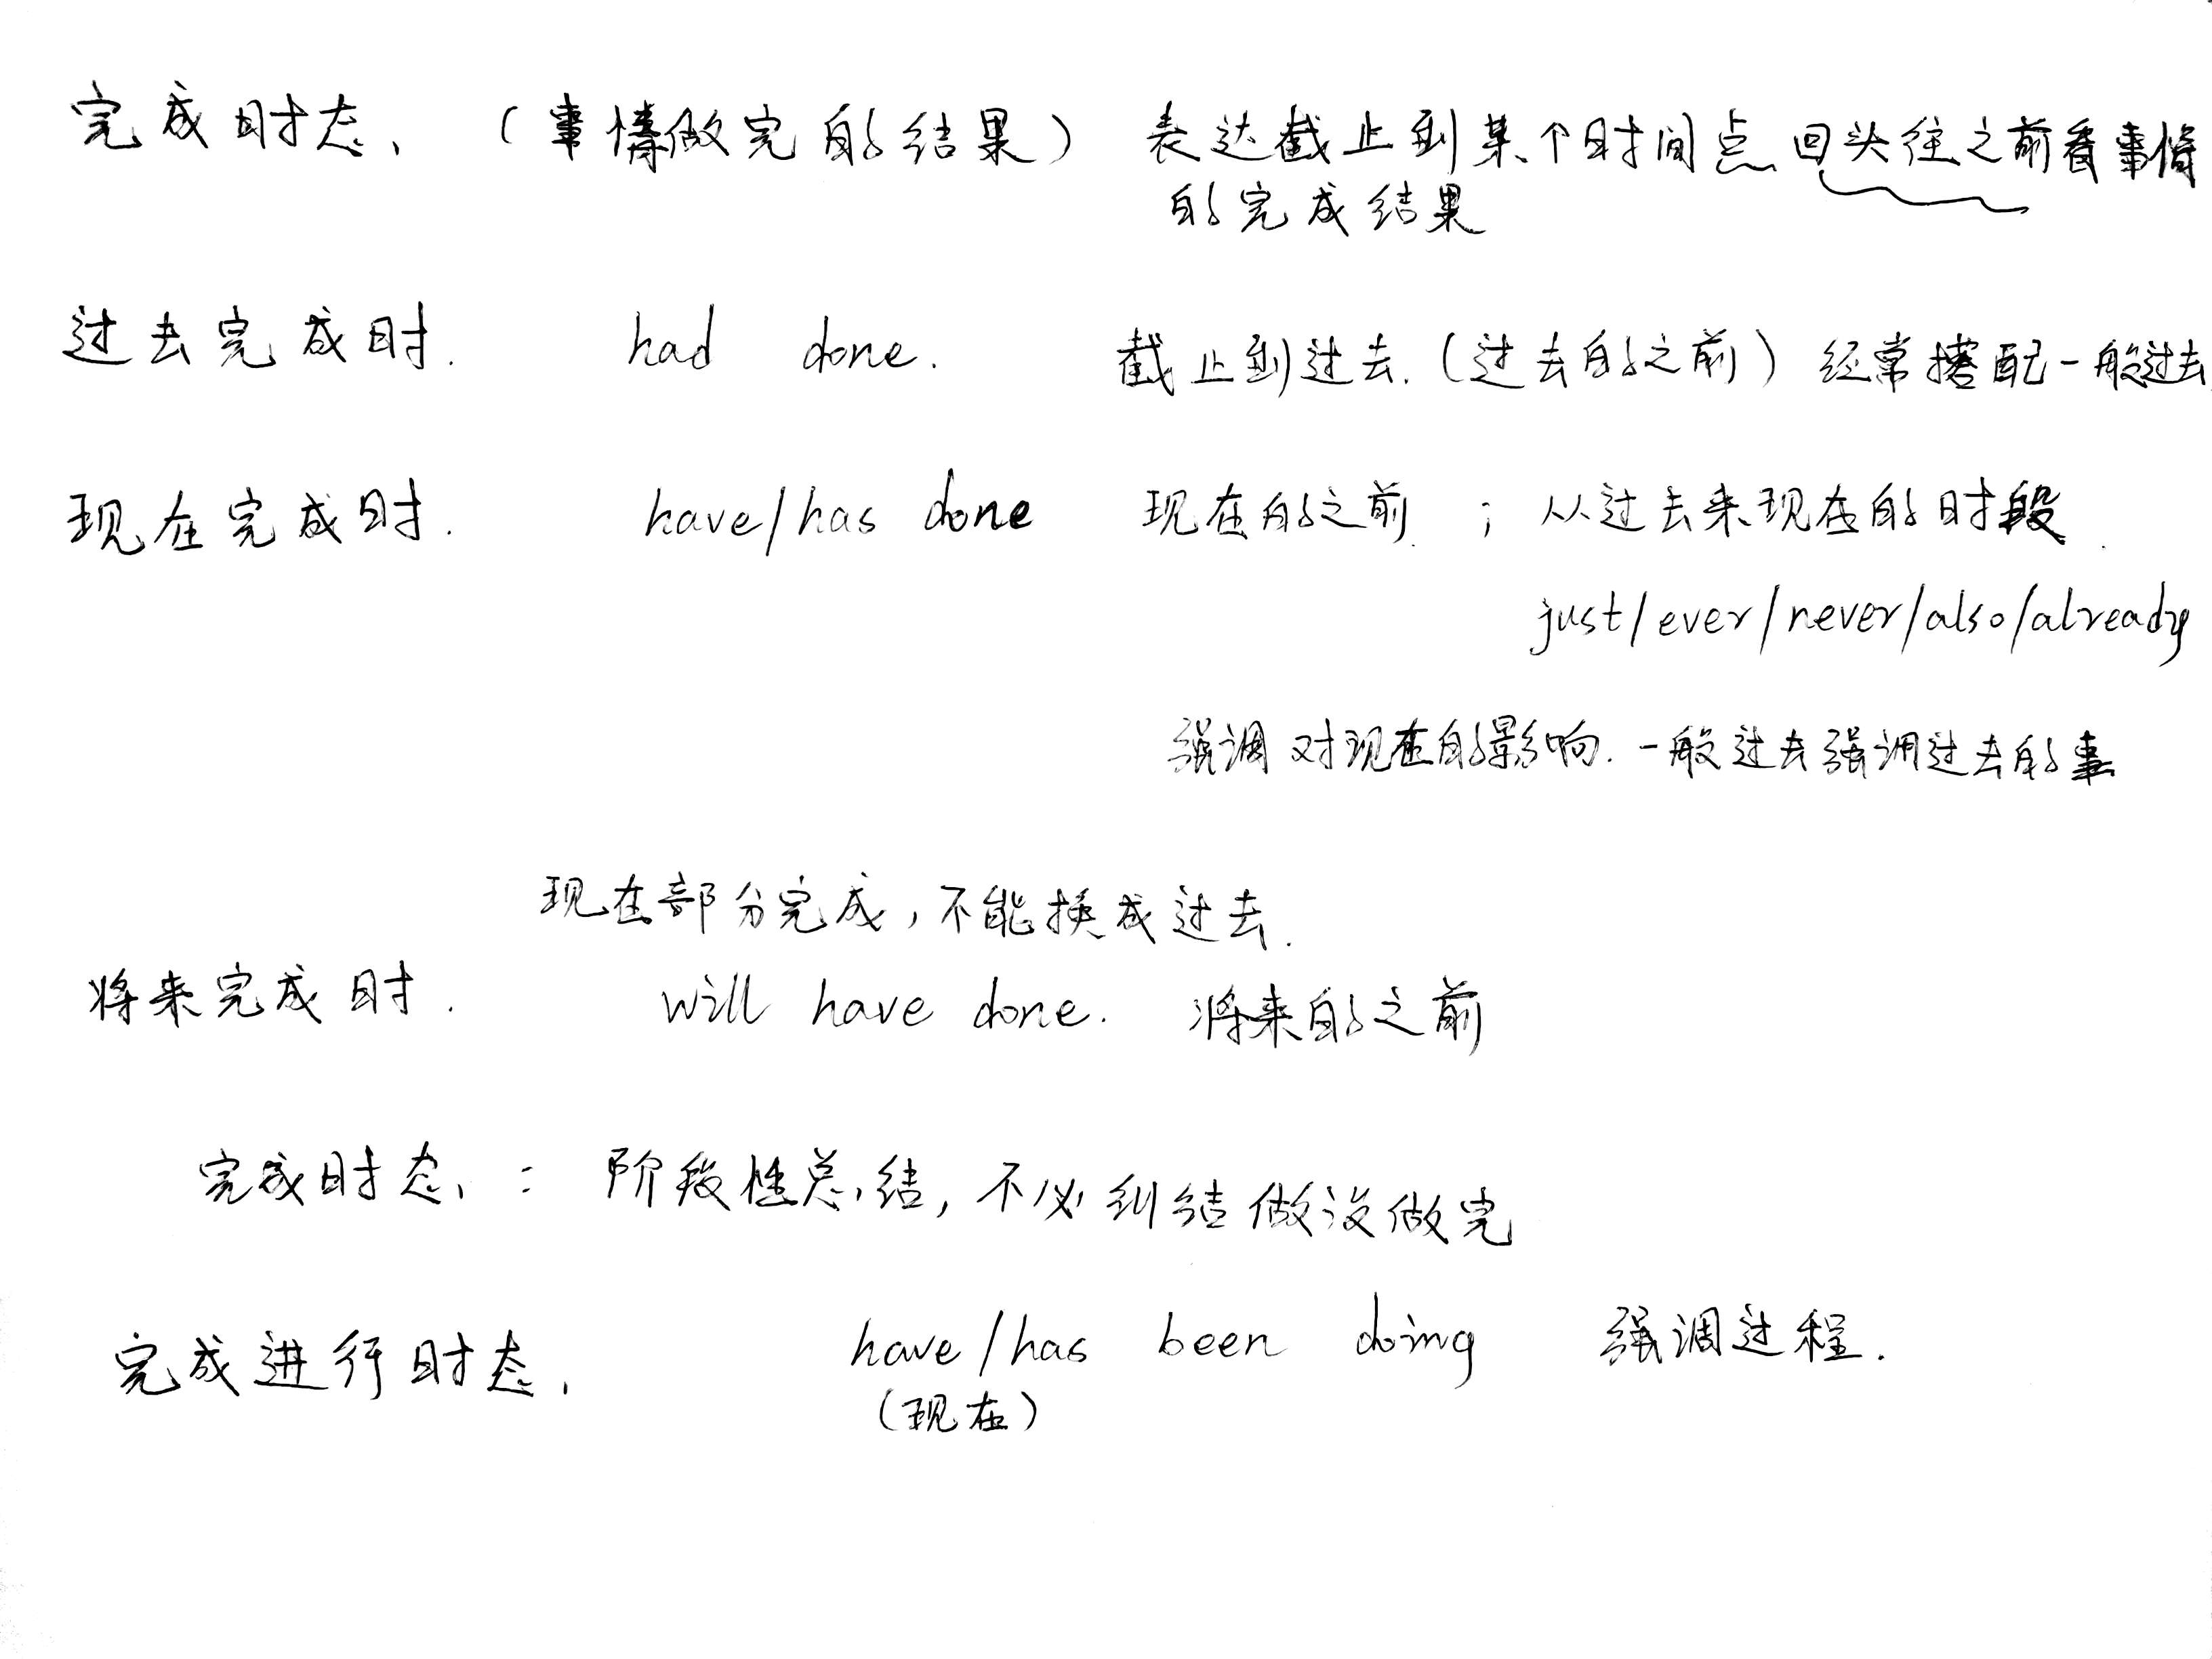 完成时态、 （事情做完的结果） 表达截止到某个时间点 回头往之前看事情
的完成结果
过去完成时. had done. 截止到过去.（过去的之前） 经常搭配一般过去
现在完成时. have/has done 现在的之前 ; 从过去来现在的时段.
just/ever/never/also/already
强调对现在的影响. 一般过去强调过去的事
现在部分完成，不能换成过去.
将来完成时. will have done. 将来的之前
完成时态、: 阶段性总结，不必纠结做没做完
完成进行时态、 have/has been doing 强调过程.
（现在）